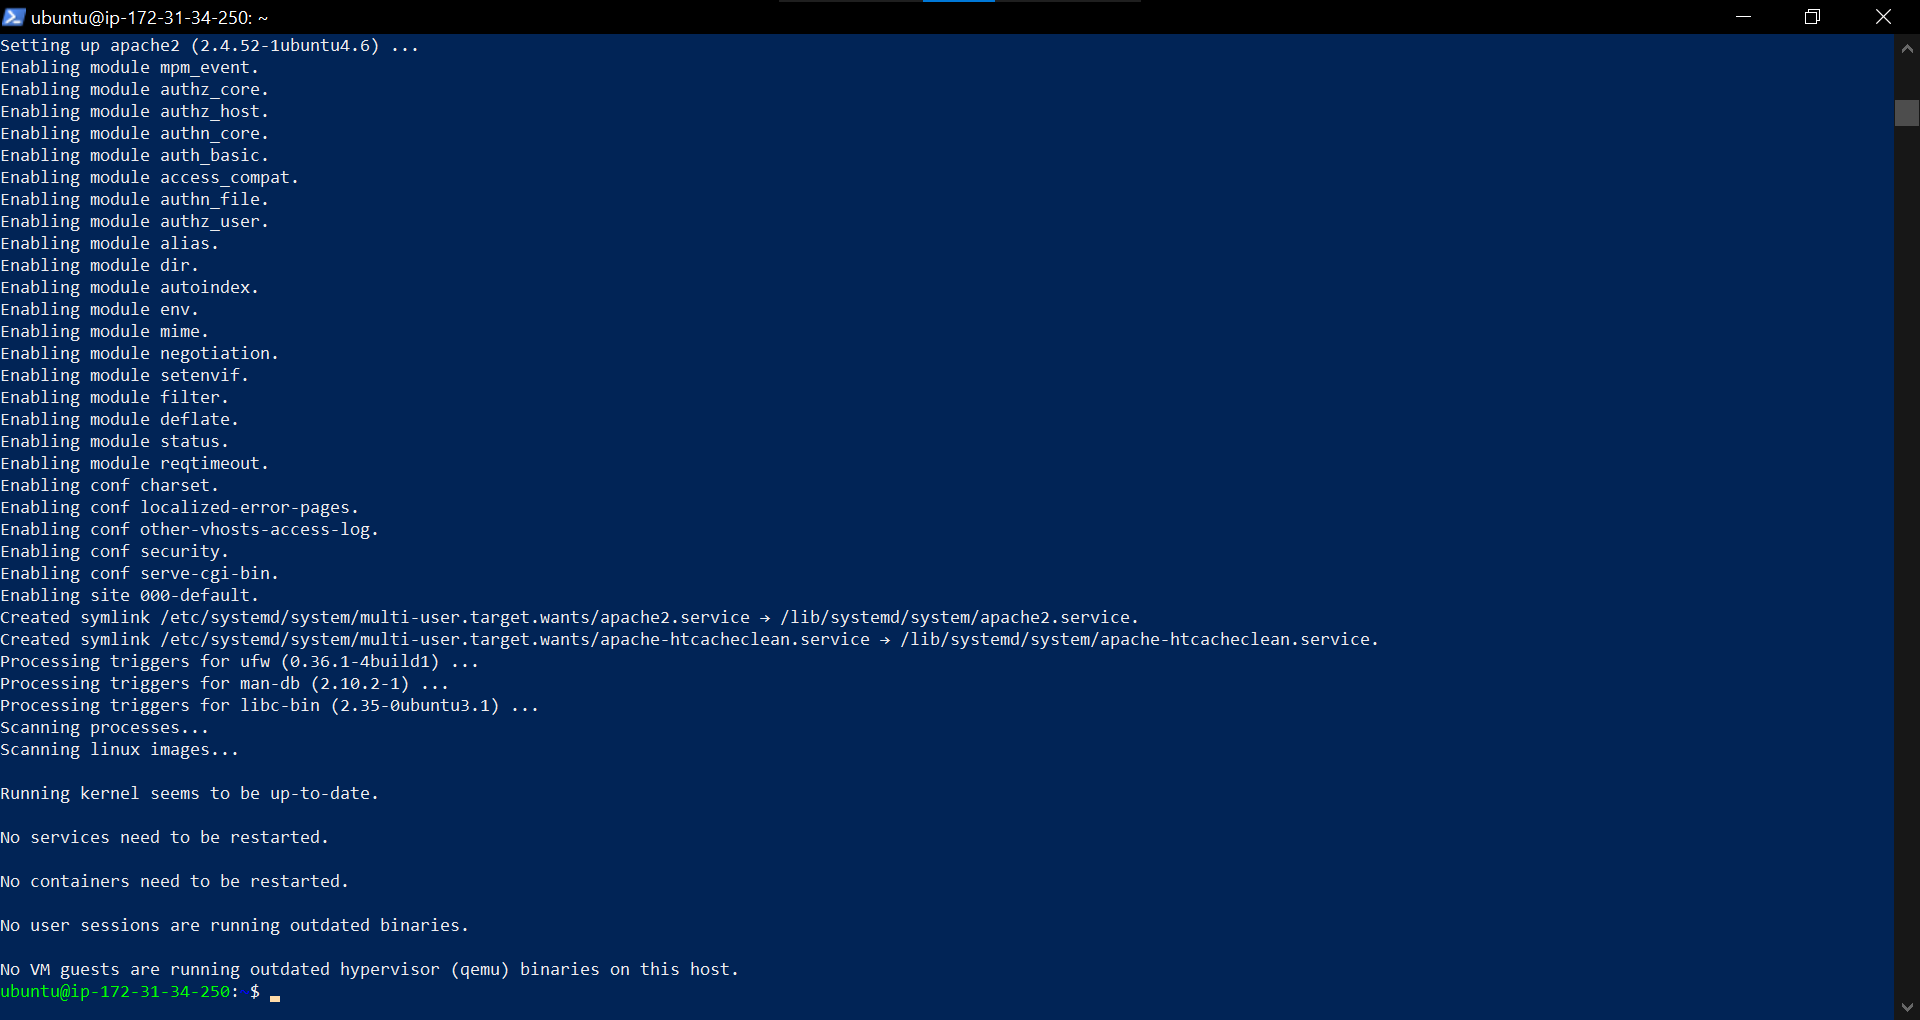 ubuntu@ip-172-31-34-250: ~
Setting up apache2 (2.4.52-1ubuntu4.6) ...
Enabling module mpm_event.
Enabling module authz_core.
Enabling module authz_host.
Enabling module authn_core.
Enabling module auth_basic.
Enabling module access_compat.
Enabling module authn_file.
Enabling module authz_user.
Enabling module alias.
Enabling module dir.
Enabling module autoindex.
Enabling module env.
Enabling module mime.
Enabling module negotiation.
Enabling module setenvif.
Enabling module filter.
Enabling module deflate.
Enabling module status.
Enabling module reqtimeout.
Enabling conf charset.
Enabling conf localized-error-pages.
Enabling conf other-vhosts-access-log.
Enabling conf security.
Enabling conf serve-cgi-bin.
Enabling site 000-default.
Created symlink /etc/systemd/system/multi-user.target.wants/apache2.service → /lib/systemd/system/apache2.service.
Created symlink /etc/systemd/system/multi-user.target.wants/apache-htcacheclean.service → /lib/systemd/system/apache-htcacheclean.service.
Processing triggers for ufw (0.36.1-4build1) ...
Processing triggers for man-db (2.10.2-1) ...
Processing triggers for libc-bin (2.35-0ubuntu3.1) ...
Scanning processes...
Scanning linux images...
Running kernel seems to be up-to-date.
No services need to be restarted.
No containers need to be restarted.
No user sessions are running outdated binaries.
No VM guests are running outdated hypervisor (qemu) binaries on this host.
ubuntu@ip-172-31-34-250: $